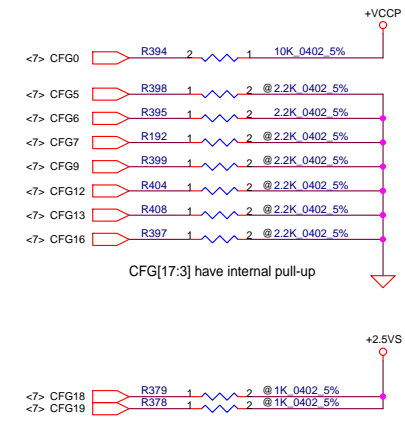 +VCCP
<7> CFG0 R394 2 1 10K_0402_5%
<7> CFG5 R398 1 2 @2.2K_0402_5%
<7> CFG6 R395 1 2 2.2K_0402_5%
<7> CFG7 R192 1 2 @2.2K_0402_5%
<7> CFG9 R399 1 2 @2.2K_0402_5%
<7> CFG12 R404 1 2 @2.2K_0402_5%
<7> CFG13 R408 1 2 @2.2K_0402_5%
<7> CFG16 R397 1 2 @2.2K_0402_5%
CFG[17:3] have internal pull-up
+2.5VS
<7> CFG18 R379 1 2 @1K_0402_5%
<7> CFG19 R378 1 2 @1K_0402_5%